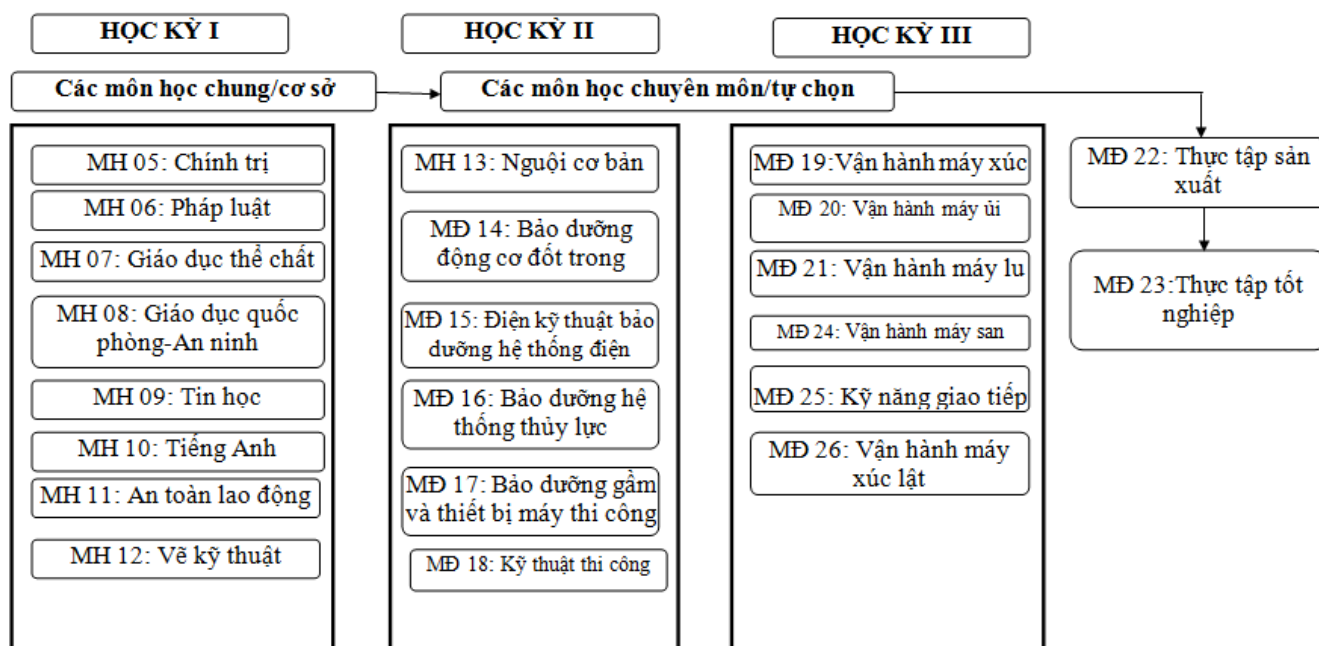 HỌC KỲ I
HỌC KỲ II
HỌC KỲ III
Các môn học chung/cơ sở
Các môn học chuyên môn/tự chọn
MH 05: Chính trị
MH 06: Pháp luật
MH 07: Giáo dục thể chất
MH 08: Giáo dục quốc
phòng-An ninh
MH 09: Tin học
MH 10: Tiếng Anh
MH 11: An toàn lao động
MH 12: Vẽ kỹ thuật
MH 13: Nguội cơ bản
MĐ 14: Bảo dưỡng
động cơ đốt trong
MĐ 15: Điện kỹ thuật bảo
dưỡng hệ thống điện
MĐ 16: Bảo dưỡng hệ
thống thủy lực
MĐ 17: Bảo dưỡng gầm
và thiết bị máy thi công
MĐ 18: Kỹ thuật thi công
MĐ 19:Vận hành máy xúc
MĐ 20: Vận hành máy ủi
MĐ 21: Vận hành máy lu
MĐ 24: Vận hành máy san
MĐ 25: Kỹ năng giao tiếp
MĐ 26: Vận hành máy
xúc lật
MĐ 22: Thực tập sản
xuất
MĐ 23:Thực tập tốt
nghiệp